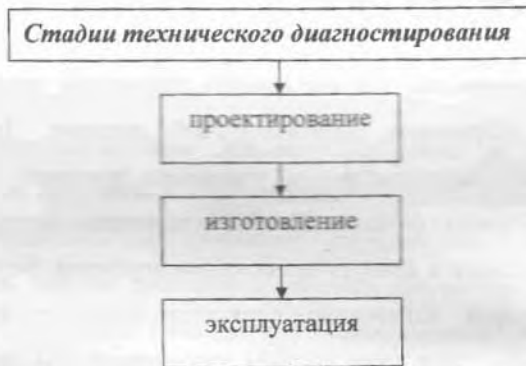 Стадии технического диагностирования
проектирование
изготовление
эксплуатация